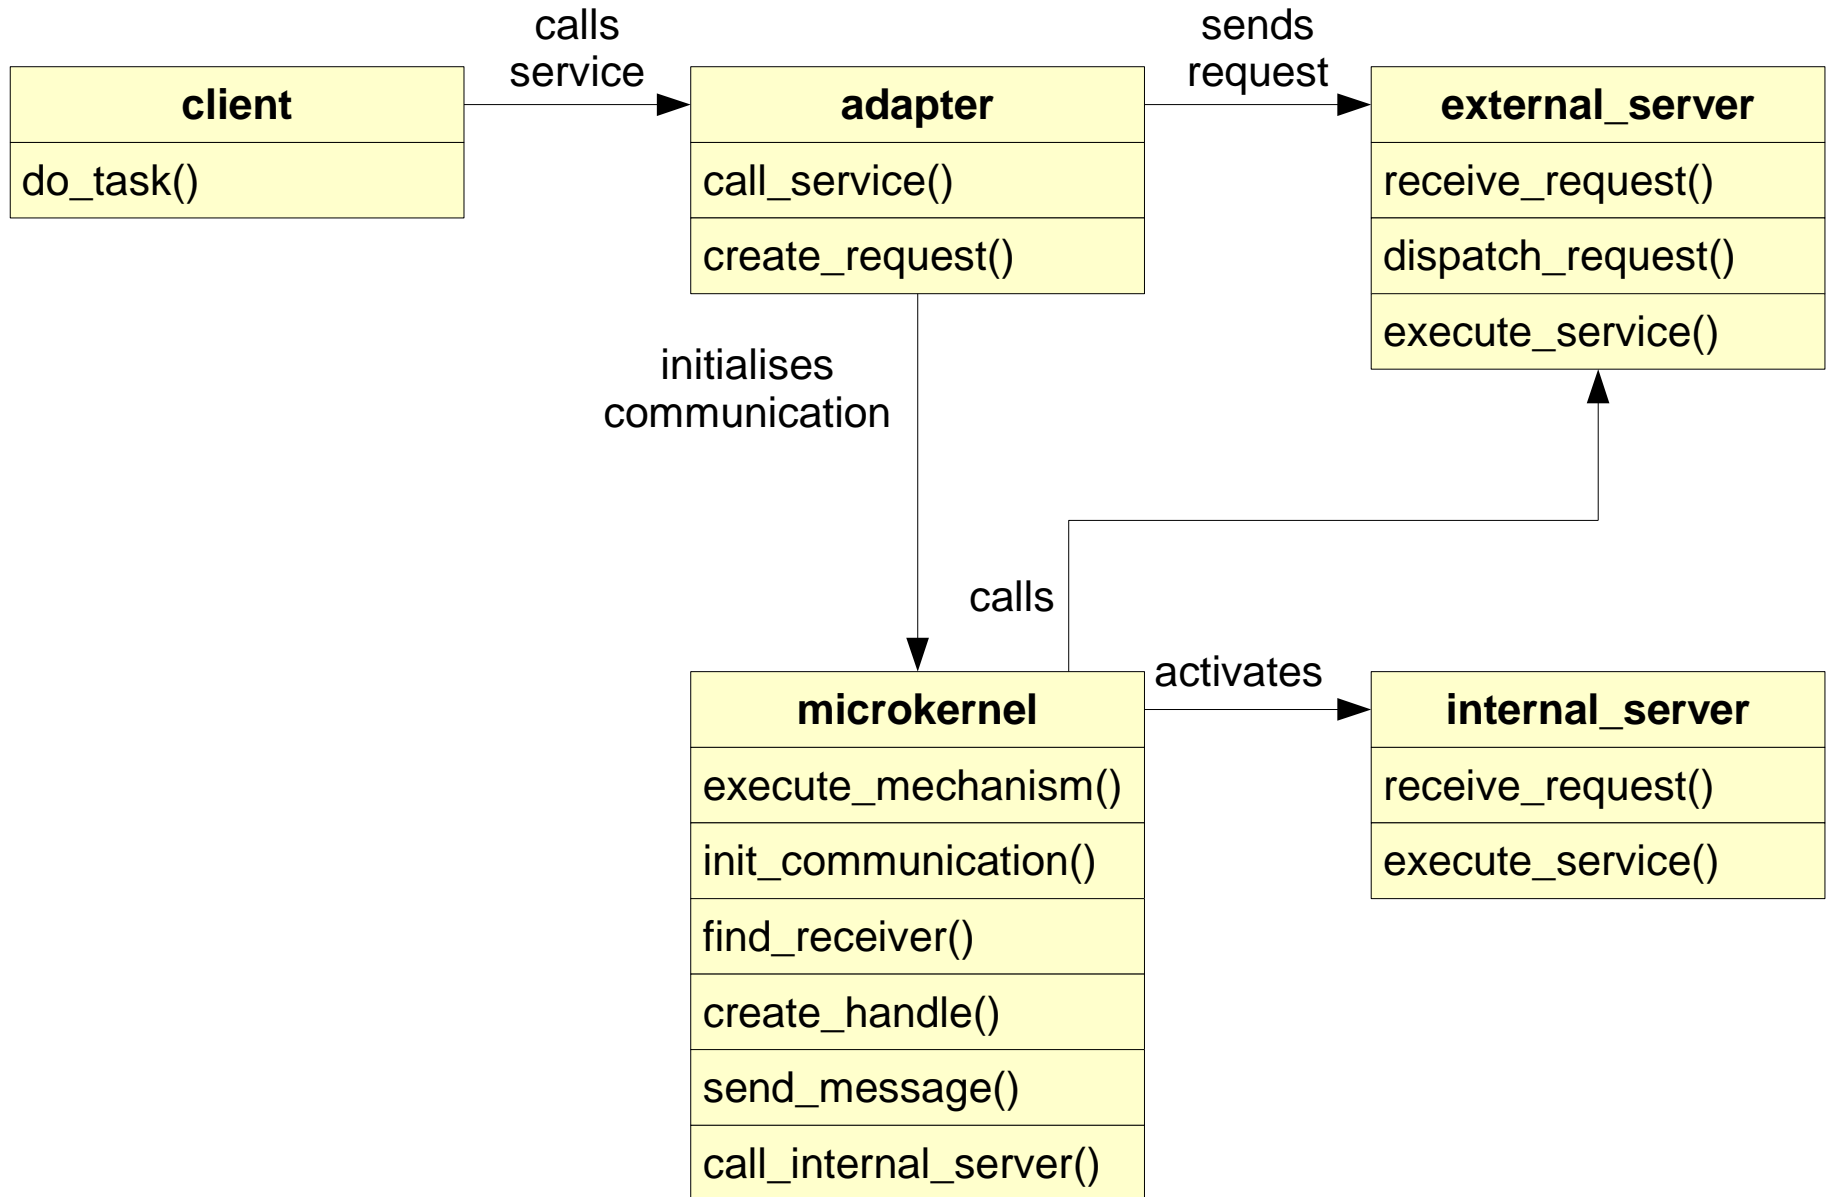 calls
service
sends
request
client
do_task()
adapter
call_service()
create_request()
external_server
receive_request()
dispatch_request()
execute_service()
initialises
communication
calls
activates
microkernel
execute_mechanism()
init_communication()
find_receiver()
create_handle()
send_message()
call_internal_server()
internal_server
receive_request()
execute_service()